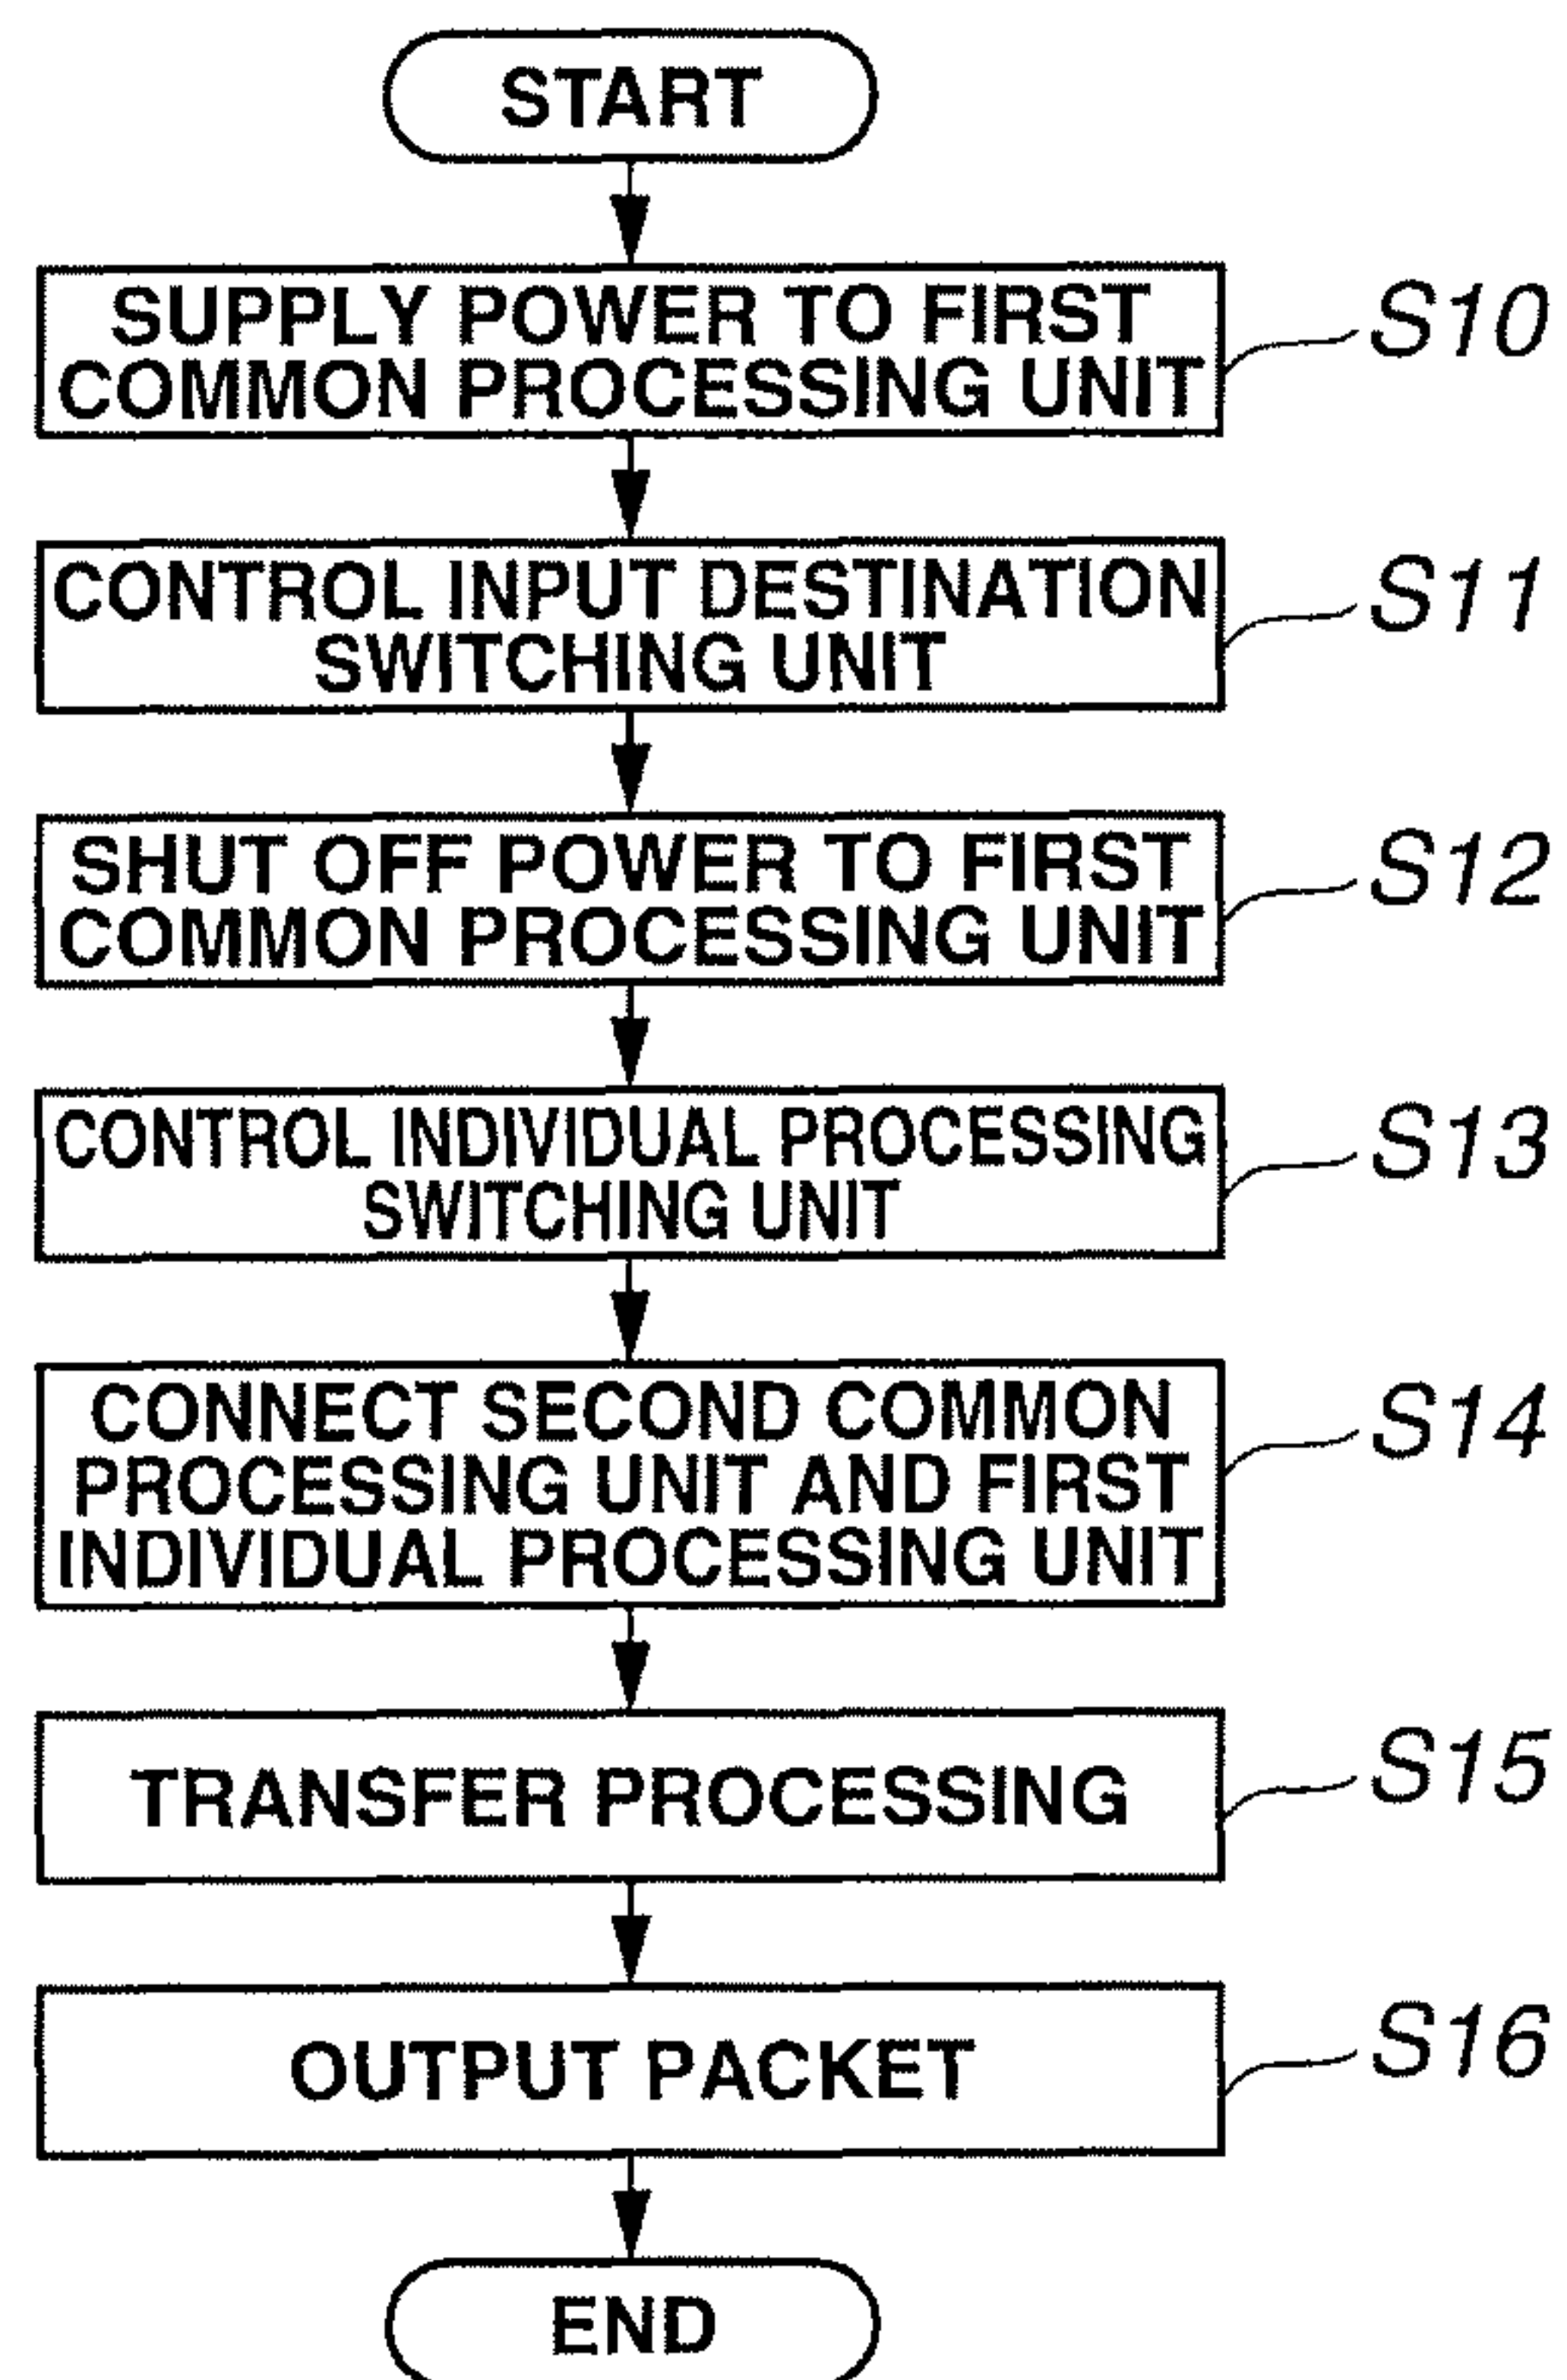 START
SUPPLY POWER TO FIRST
COMMON PROCESSING UNIT
S10
CONTROL INPUT DESTINATION
SWITCHING UNIT
S11
SHUT OFF POWER TO FIRST
COMMON PROCESSING UNIT
S12
CONTROL INDIVIDUAL PROCESSING
SWITCHING UNIT
S13
CONNECT SECOND COMMON
PROCESSING UNIT AND FIRST
INDIVIDUAL PROCESSING UNIT
S14
TRANSFER PROCESSING
S15
OUTPUT PACKET
S16
END